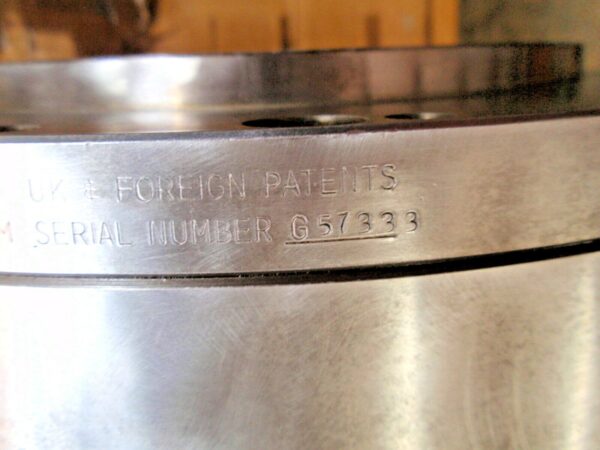 UK & FOREIGN PATENTS
M SERIAL NUMBER G57333